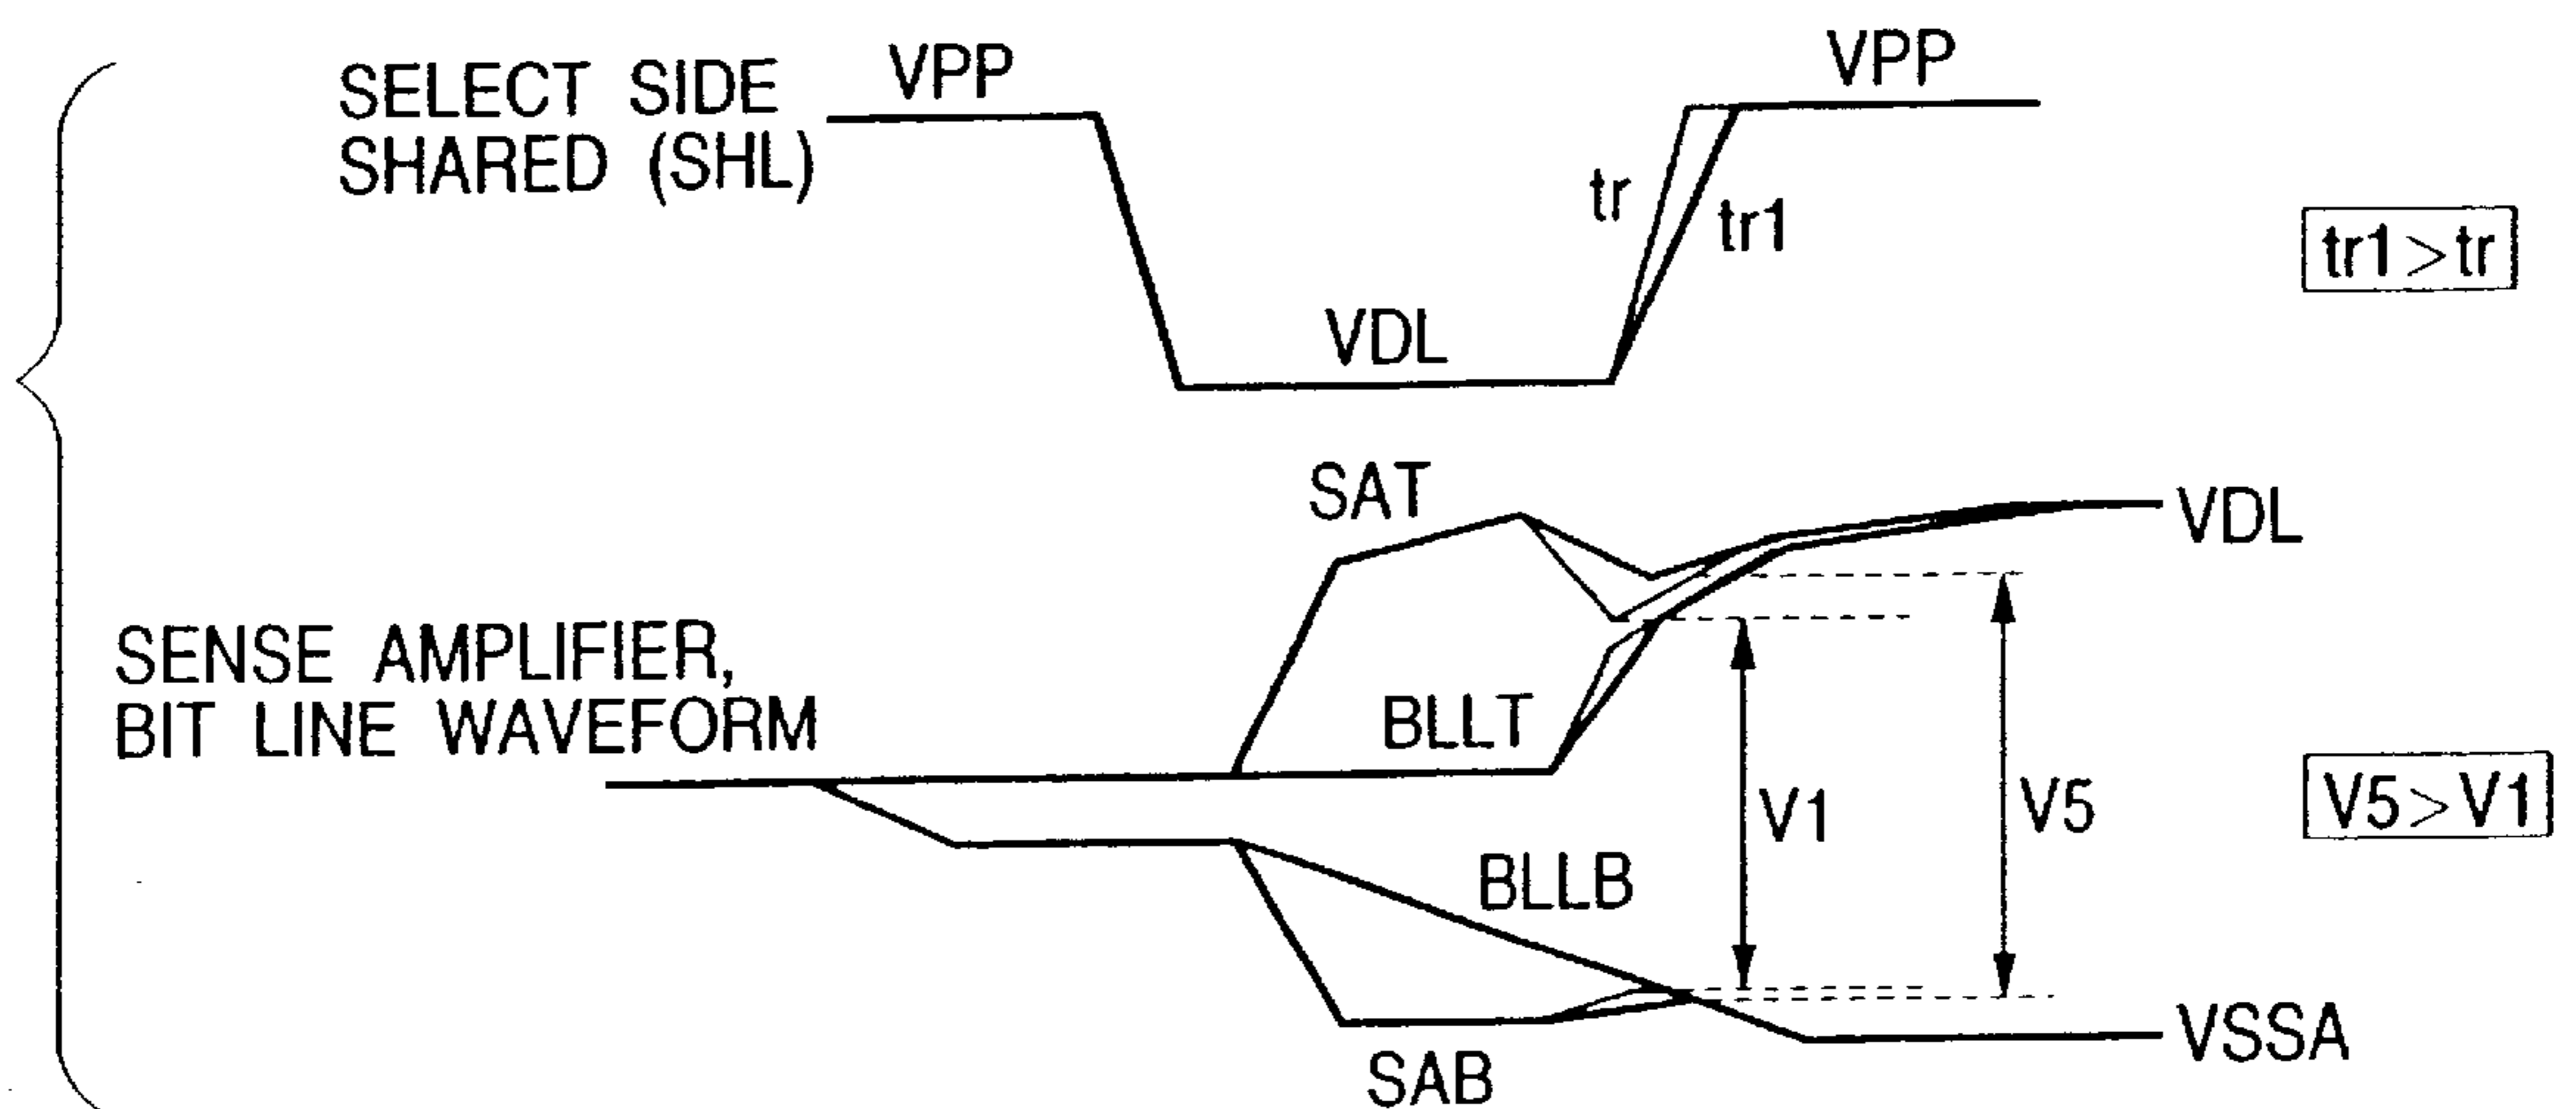 SELECT SIDE
SHARED (SHL)
VPP
VPP
tr
tr1
tr1>tr
VDL
SAT
VDL
SENSE AMPLIFIER,
BIT LINE WAVEFORM
BLLT
V1
V5
V5>V1
BLLB
SAB
VSSA